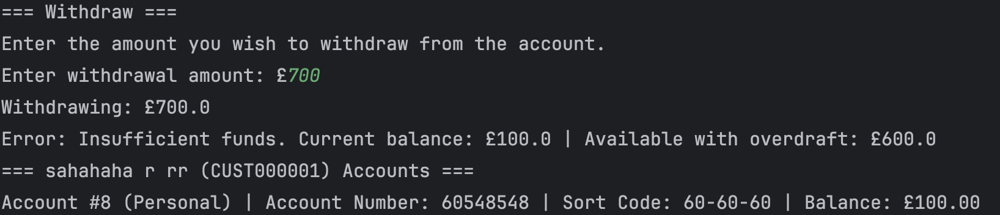 === Withdraw ===
Enter the amount you wish to withdraw from the account.
Enter withdrawal amount: £700
Withdrawing: £700.0
Error: Insufficient funds. Current balance: £100.0 | Available with overdraft: £600.0
=== sahahaha r rr (CUST000001) Accounts ===
Account #8 (Personal) | Account Number: 60548548 | Sort Code: 60-60-60 | Balance: £100.00